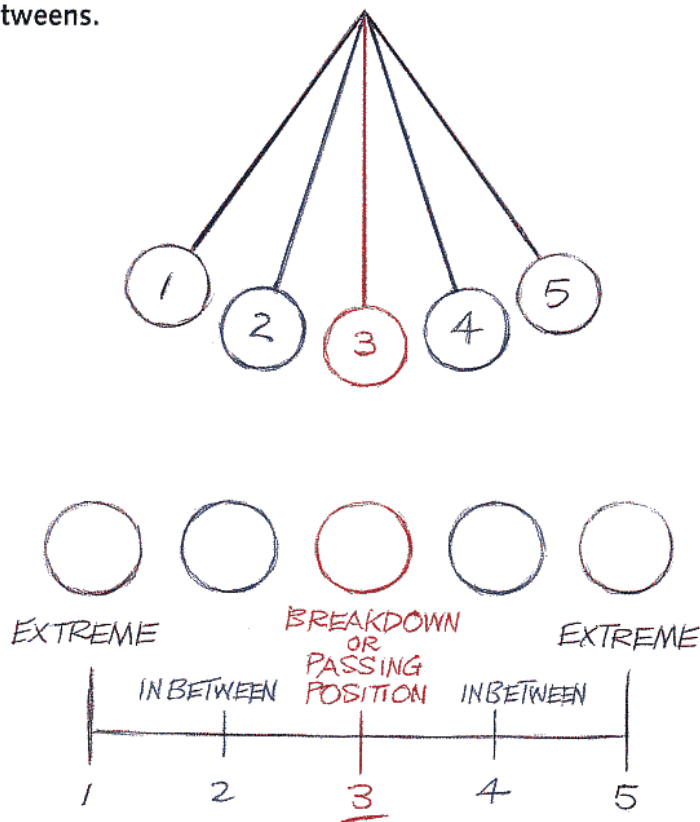 tweens.
1
2
3
4
5
EXTREME
BREAKDOWN
OR
PASSING
POSITION
EXTREME
INBETWEEN
INBETWEEN
1 2 3 4 5